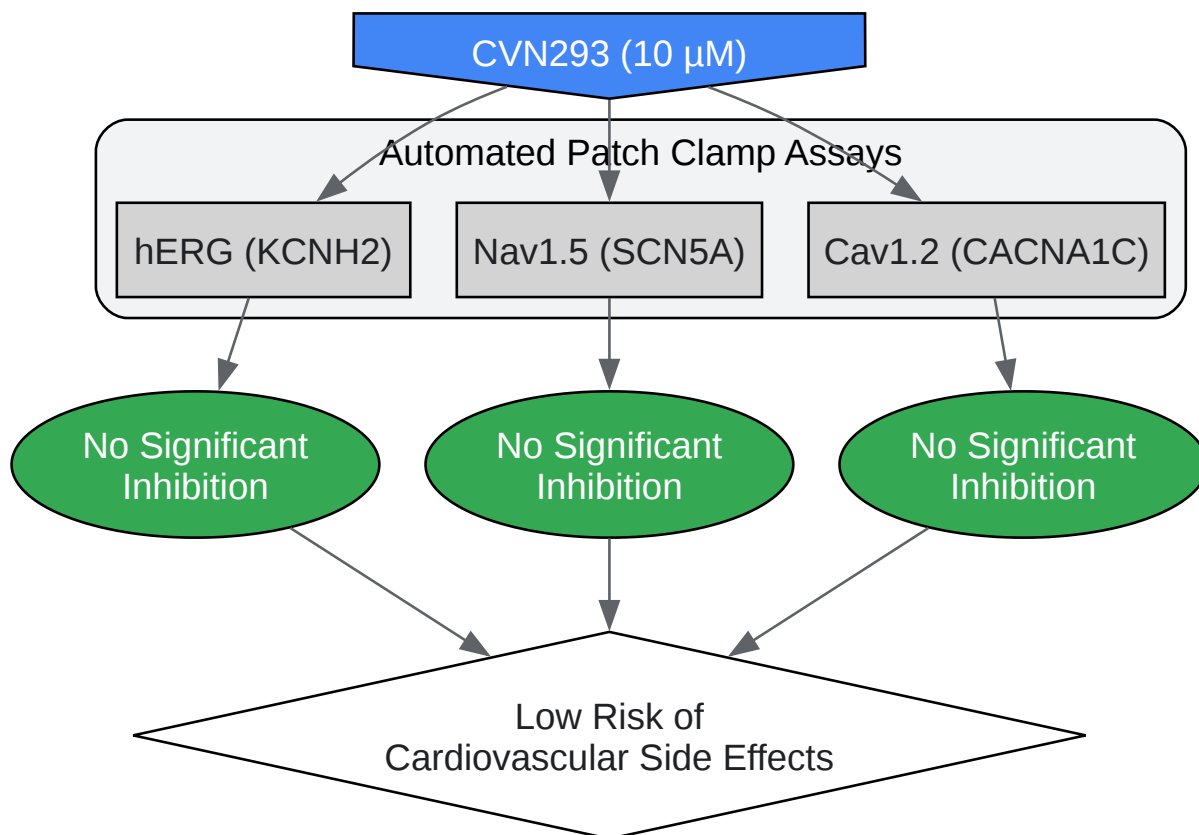 CVN293 (10 µM)
Automated Patch Clamp Assays
hERG (KCNH2)
Nav1.5 (SCN5A)
Cav1.2 (CACNA1C)
No Significant
Inhibition
No Significant
Inhibition
No Significant
Inhibition
Low Risk of
Cardiovascular Side Effects